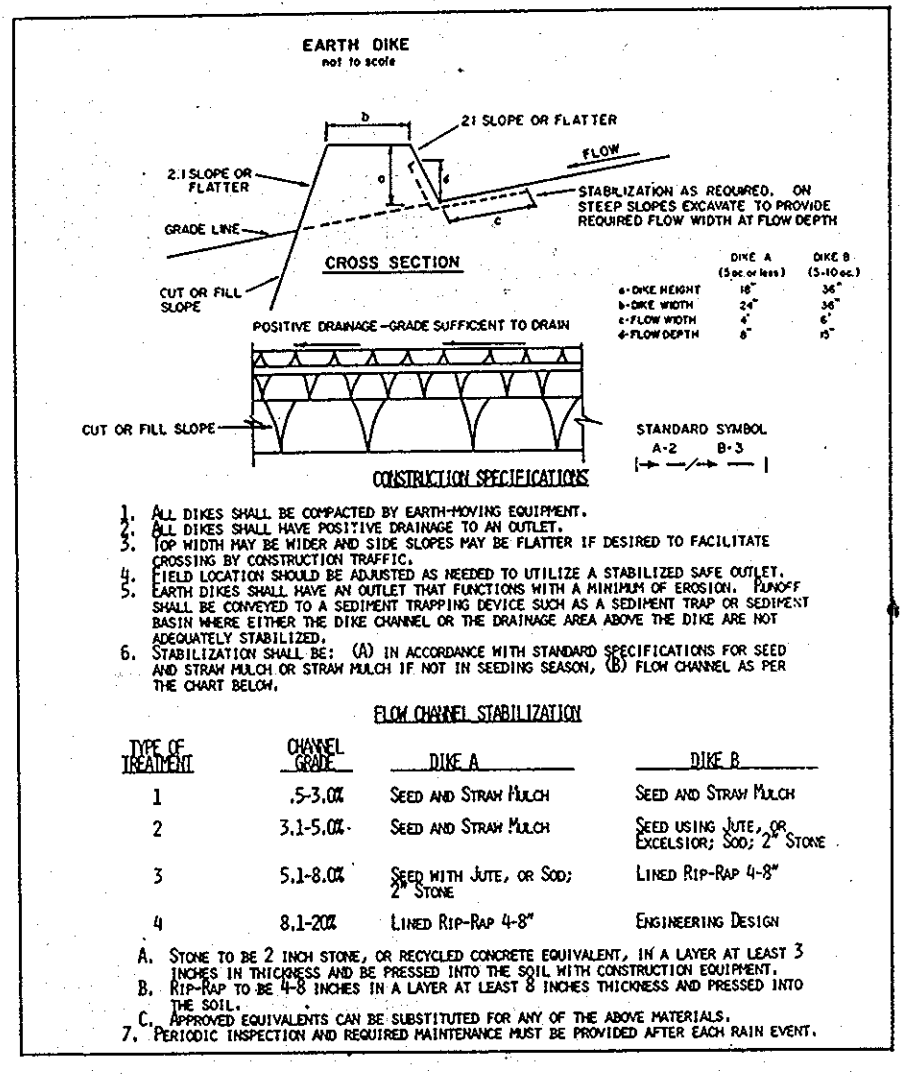 EARTH DIKE
not to scale
b
2:1 SLOPE OR FLATTER
FLOW
2:1 SLOPE OR
FLATTER
a
d
STABILIZATION AS REQUIRED. ON
STEEP SLOPES EXCAVATE TO PROVIDE
REQUIRED FLOW WIDTH AT FLOW DEPTH
c
GRADE LINE
CROSS SECTION
CUT OR FILL
SLOPE
DIKE A DIKE B
(5 ac. or less) (5-10 ac.)
a-DIKE HEIGHT 18" 36"
b-DIKE WIDTH 24" 36"
c-FLOW WIDTH 4' 6'
d-FLOW DEPTH 8" 15"
POSITIVE DRAINAGE-GRADE SUFFICENT TO DRAIN
CUT OR FILL SLOPE
STANDARD SYMBOL
A-2 B-3
CONSTRUCTION SPECIFICATIONS
1. ALL DIKES SHALL BE COMPACTED BY EARTH-MOVING EQUIPMENT.
2. ALL DIKES SHALL HAVE POSITIVE DRAINAGE TO AN OUTLET.
3. TOP WIDTH MAY BE WIDER AND SIDE SLOPES MAY BE FLATTER IF DESIRED TO FACILITATE
CROSSING BY CONSTRUCTION TRAFFIC.
4. FIELD LOCATION SHOULD BE ADJUSTED AS NEEDED TO UTILIZE A STABILIZED SAFE OUTLET.
5. EARTH DIKES SHALL HAVE AN OUTLET THAT FUNCTIONS WITH A MINIMUM OF EROSION. RUNOFF
SHALL BE CONVEYED TO A SEDIMENT TRAPPING DEVICE SUCH AS A SEDIMENT TRAP OR SEDIMENT
BASIN WHERE EITHER THE DIKE CHANNEL OR THE DRAINAGE AREA ABOVE THE DIKE ARE NOT
ADEQUATELY STABILIZED.
6. STABILIZATION SHALL BE: (A) IN ACCORDANCE WITH STANDARD SPECIFICATIONS FOR SEED
AND STRAW MULCH OR STRAW MULCH IF NOT IN SEEDING SEASON, (B) FLOW CHANNEL AS PER
THE CHART BELOW.
FLOW CHANNEL STABILIZATION
TYPE OF CHANNEL
TREATMENT GRADE DIKE A DIKE B
1 .5-3.0% SEED AND STRAW MULCH SEED AND STRAW MULCH
2 3.1-5.0% SEED AND STRAW MULCH SEED USING JUTE, OR
EXCELSIOR; SOD; 2" STONE
3 5.1-8.0% SEED WITH JUTE, OR SOD; LINED RIP-RAP 4-8"
2" STONE
4 8.1-20% LINED RIP-RAP 4-8" ENGINEERING DESIGN
A. STONE TO BE 2 INCH STONE, OR RECYCLED CONCRETE EQUIVALENT, IN A LAYER AT LEAST 3
INCHES IN THICKNESS AND BE PRESSED INTO THE SOIL WITH CONSTRUCTION EQUIPMENT.
B. RIP-RAP TO BE 4-8 INCHES IN A LAYER AT LEAST 8 INCHES THICKNESS AND PRESSED INTO
THE SOIL.
C. APPROVED EQUIVALENTS CAN BE SUBSTITUTED FOR ANY OF THE ABOVE MATERIALS.
7. PERIODIC INSPECTION AND REQUIRED MAINTENANCE MUST BE PROVIDED AFTER EACH RAIN EVENT.